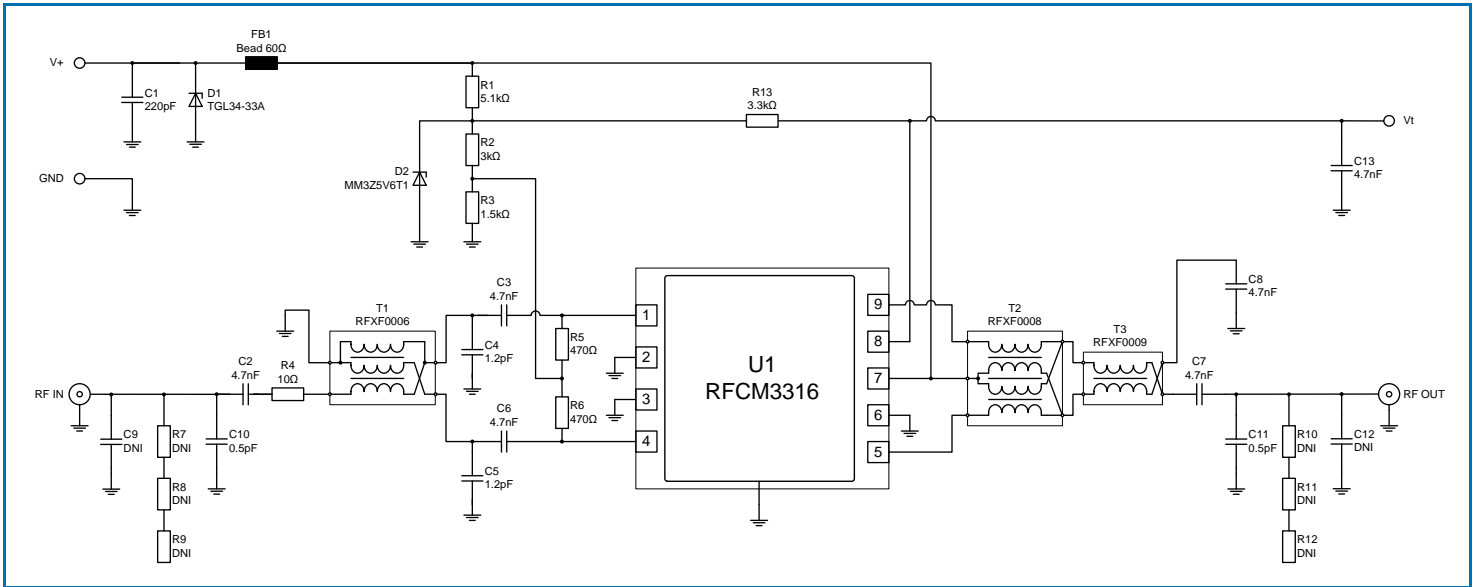 FB1
Bead 60Ω
V+
C1
220pF
D1
TGL34-33A
R1
5.1kΩ
R13
3.3kΩ
Vt
R2
3kΩ
D2
MM3Z5V6T1
C13
4.7nF
GND
R3
1.5kΩ
C3
4.7nF
C8
4.7nF
T1
RFXF0006
T2
RFXF0008
T3
RFXF0009
1
9
C4
1.2pF
R5
470Ω
2
8
C2
4.7nF
R4
10Ω
U1
RFCM3316
7
C7
4.7nF
RF IN
RF OUT
C6
4.7nF
R6
470Ω
3
6
4
5
C9
DNI
R7
DNI
C10
0.5pF
C11
0.5pF
R10
DNI
C12
DNI
C5
1.2pF
R8
DNI
R11
DNI
R9
DNI
R12
DNI